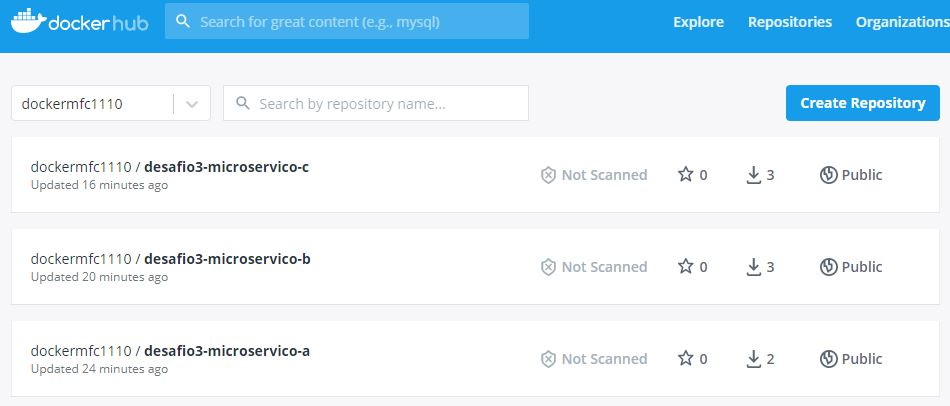 dockerhub Search for great content (e.g., mysql) Explore Repositories Organizations
dockermfc1110 Search by repository name... Create Repository
dockermfc1110 / desafio3-microservico-c Not Scanned 0 3 Public
Updated 16 minutes ago
dockermfc1110 / desafio3-microservico-b Not Scanned 0 3 Public
Updated 20 minutes ago
dockermfc1110 / desafio3-microservico-a Not Scanned 0 2 Public
Updated 24 minutes ago